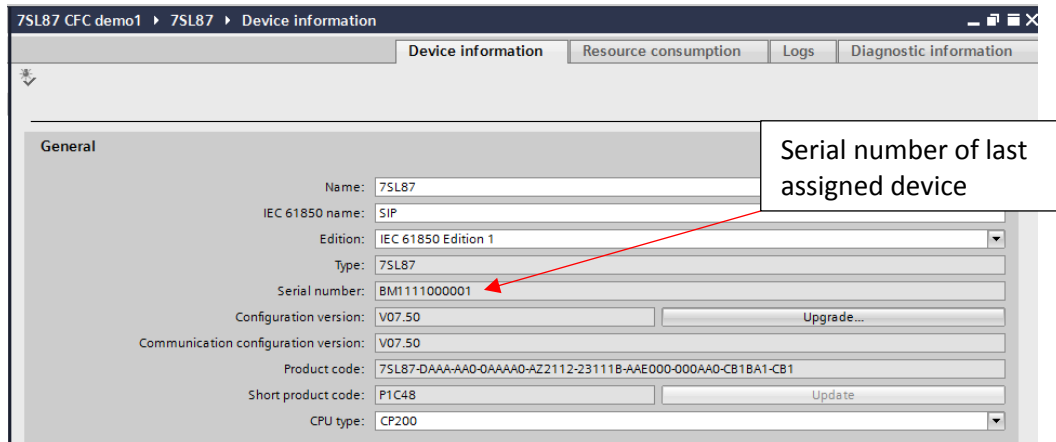 7SL87 CFC demo1 ▸ 7SL87 ▸ Device information
Device information Resource consumption Logs Diagnostic information
General
Serial number of last
assigned device
Name: 7SL87
IEC 61850 name: SIP
Edition: IEC 61850 Edition 1
Type: 7SL87
Serial number: BM1111000001
Configuration version: V07.50 Upgrade...
Communication configuration version: V07.50
Product code: 7SL87-DAAA-AA0-0AAAA0-AZ2112-23111B-AAE000-000AA0-CB1BA1-CB1
Short product code: P1C48 Update
CPU type: CP200